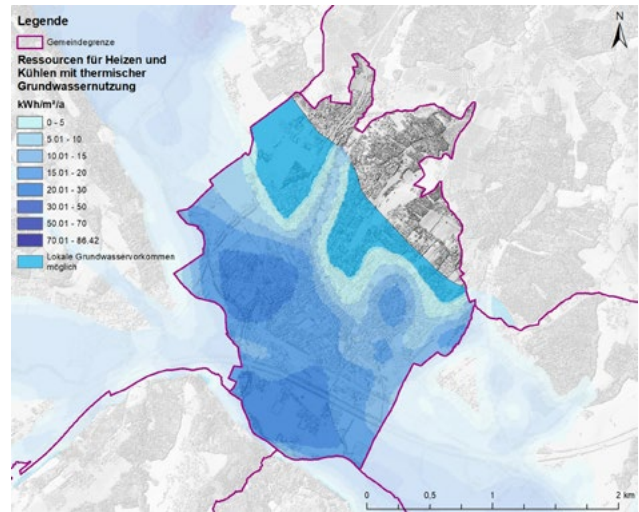 Legende
Gemeindegrenze
Ressourcen für Heizen und
Kühlen mit thermischer
Grundwassernutzung
kWh/m²/a
0 - 5
5.01 - 10
10.01 - 15
15.01 - 20
20.01 - 30
30.01 - 50
50.01 - 70
70.01 - 86.42
Lokale Grundwasservorkommen
möglich
N
0 0,5 1 2 km